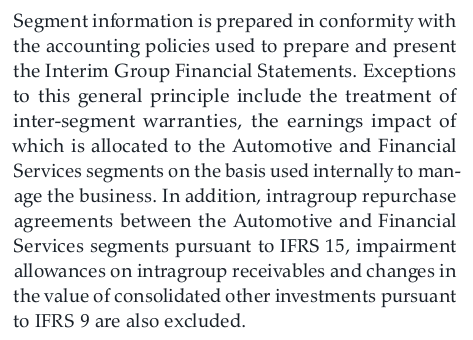 Segment information is prepared in conformity with
the accounting policies used to prepare and present
the Interim Group Financial Statements. Exceptions
to this general principle include the treatment of
inter-segment warranties, the earnings impact of
which is allocated to the Automotive and Financial
Services segments on the basis used internally to man-
age the business. In addition, intragroup repurchase
agreements between the Automotive and Financial
Services segments pursuant to IFRS 15, impairment
allowances on intragroup receivables and changes in
the value of consolidated other investments pursuant
to IFRS 9 are also excluded.